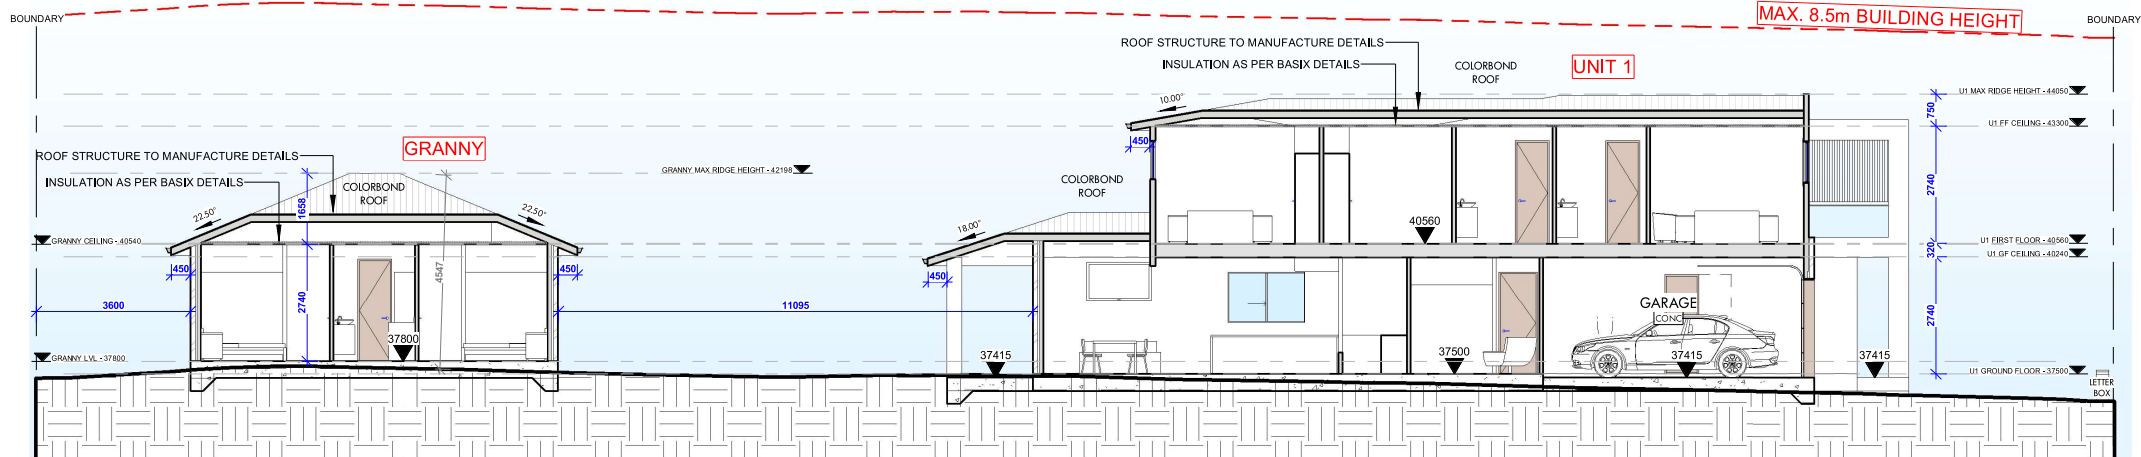 BOUNDARY
MAX. 8.5m BUILDING HEIGHT
BOUNDARY
ROOF STRUCTURE TO MANUFACTURE DETAILS
INSULATION AS PER BASIX DETAILS
COLORBOND
ROOF
UNIT 1
10.00°
U1 MAX RIDGE HEIGHT - 44050
750
U1 FF CEILING - 43300
450
GRANNY
ROOF STRUCTURE TO MANUFACTURE DETAILS
INSULATION AS PER BASIX DETAILS
COLORBOND
ROOF
GRANNY MAX RIDGE HEIGHT - 42198
COLORBOND
ROOF
2740
1658
22.50°
22.50°
18.00°
40560
GRANNY CEILING - 40540
U1 FIRST FLOOR - 40560
320
U1 GF CEILING - 40240
450
4547
450
450
3600
2740
11095
GARAGE
CONC
2740
37800
GRANNY LVL - 37800
37415
37500
37415
37415
U1 GROUND FLOOR - 37500
LETTER
BOX